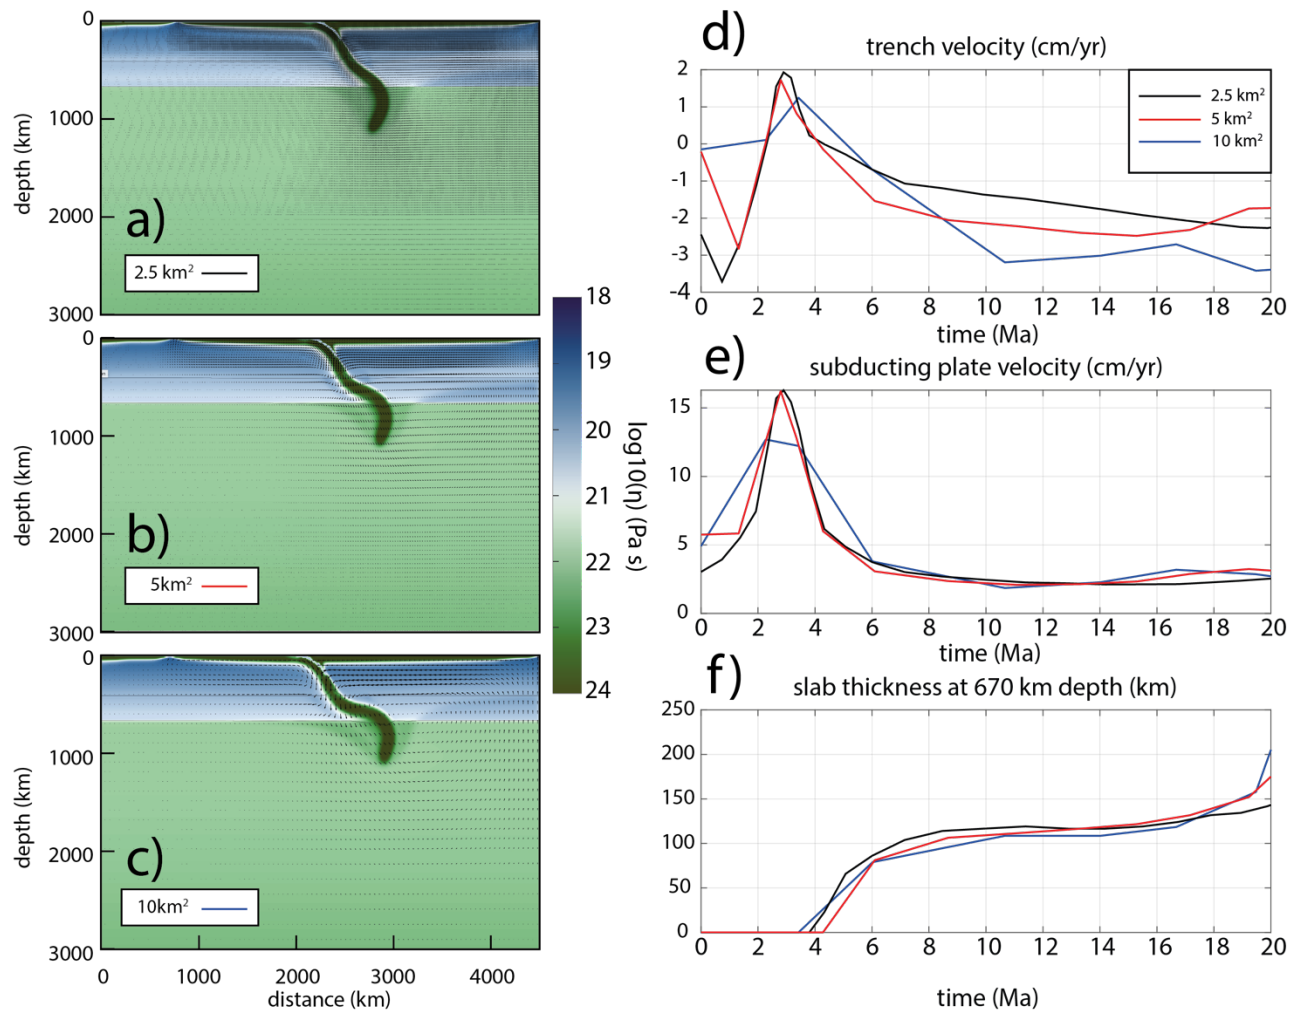 0
1000
2000
3000
depth (km)
a)
2.5 km²
0
1000
2000
3000
depth (km)
b)
5km²
0
1000
2000
3000
depth (km)
c)
10km²
0 1000 2000 3000 4000
distance (km)
18
19
20
21
22
23
24
log10(η) (Pa s)
d)
trench velocity (cm/yr)
2
1
0
-1
-2
-3
-4
2.5 km²
5 km²
10 km²
0 2 4 6 8 10 12 14 16 18 20
time (Ma)
e)
subducting plate velocity (cm/yr)
15
10
5
0
0 2 4 6 8 10 12 14 16 18 20
time (Ma)
f)
slab thickness at 670 km depth (km)
250
200
150
100
50
0
0 2 4 6 8 10 12 14 16 18 20
time (Ma)